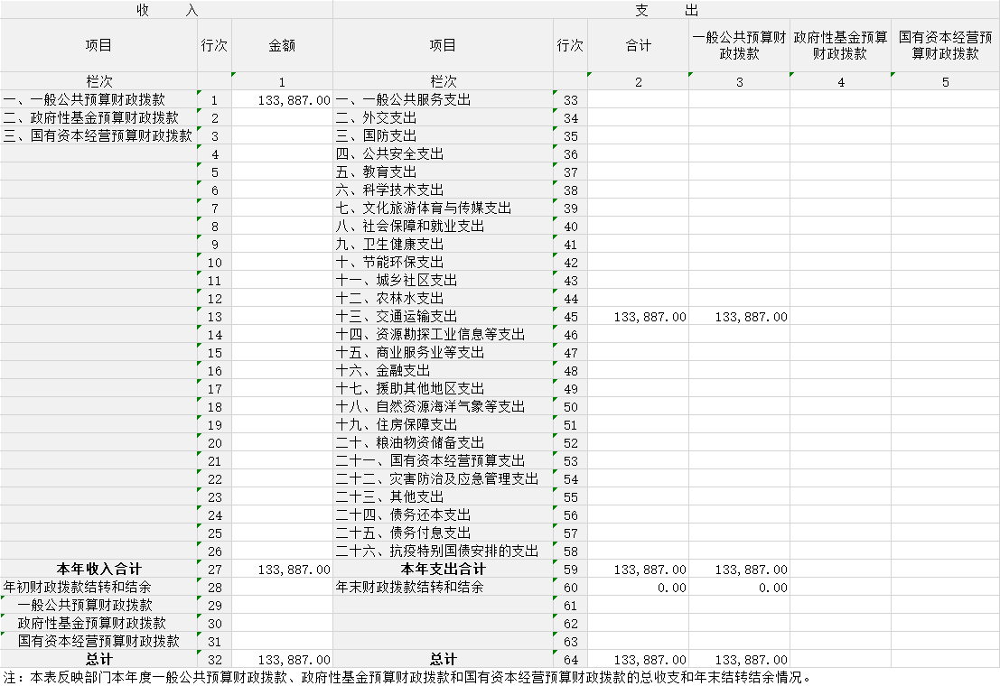 收 入 支 出
项目 行次 金额 项目 行次 合计 一般公共预算财政拨款 政府性基金预算财政拨款 国有资本经营预算财政拨款
栏次 1 栏次 2 3 4 5
一、一般公共预算财政拨款 1 133,887.00 一、一般公共服务支出 33
二、政府性基金预算财政拨款 2 二、外交支出 34
三、国有资本经营预算财政拨款 3 三、国防支出 35
4 四、公共安全支出 36
5 五、教育支出 37
6 六、科学技术支出 38
7 七、文化旅游体育与传媒支出 39
8 八、社会保障和就业支出 40
9 九、卫生健康支出 41
10 十、节能环保支出 42
11 十一、城乡社区支出 43
12 十二、农林水支出 44
13 十三、交通运输支出 45 133,887.00 133,887.00
14 十四、资源勘探工业信息等支出 46
15 十五、商业服务业等支出 47
16 十六、金融支出 48
17 十七、援助其他地区支出 49
18 十八、自然资源海洋气象等支出 50
19 十九、住房保障支出 51
20 二十、粮油物资储备支出 52
21 二十一、国有资本经营预算支出 53
22 二十二、灾害防治及应急管理支出 54
23 二十三、其他支出 55
24 二十四、债务还本支出 56
25 二十五、债务付息支出 57
26 二十六、抗疫特别国债安排的支出 58
本年收入合计 27 133,887.00 本年支出合计 59 133,887.00 133,887.00
年初财政拨款结转和结余 28 年末财政拨款结转和结余 60 0.00 0.00
一般公共预算财政拨款 29 61
政府性基金预算财政拨款 30 62
国有资本经营预算财政拨款 31 63
总计 32 133,887.00 总计 64 133,887.00 133,887.00
注：本表反映部门本年度一般公共预算财政拨款、政府性基金预算财政拨款和国有资本经营预算财政拨款的总收支和年末结转结余情况。